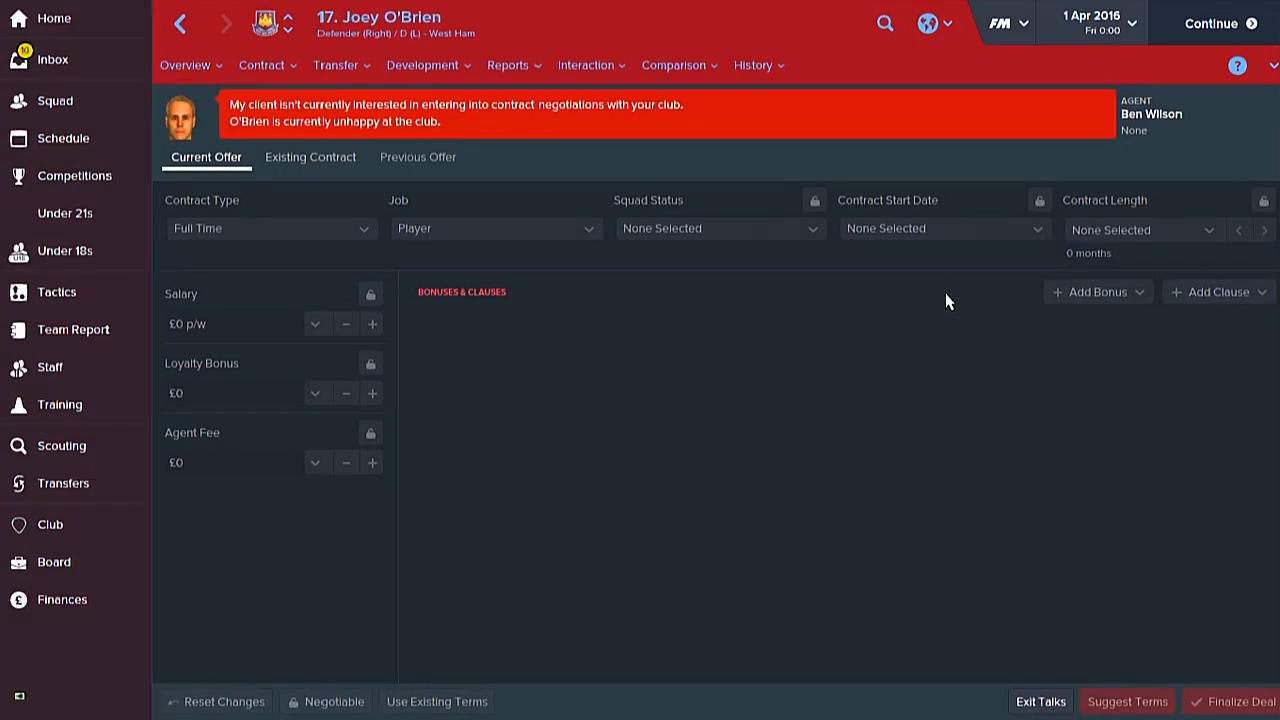 Home
10
Inbox
Squad
Schedule
Competitions
Under 21s
Under 18s
Tactics
Team Report
Staff
Training
Scouting
Transfers
Club
Board
£ Finances
17. Joey O'Brien
Defender (Right) / D (L) - West Ham
FM
1 Apr 2016
Fri 0:00
Continue
Overview
Contract
Transfer
Development
Reports
Interaction
Comparison
History
?
My client isn't currently interested in entering into contract negotiations with your club.
O'Brien is currently unhappy at the club.
AGENT
Ben Wilson
None
Current Offer
Existing Contract
Previous Offer
Contract Type
Full Time
Job
Player
Squad Status
None Selected
Contract Start Date
None Selected
Contract Length
None Selected
0 months
Salary
£0 p/w
Loyalty Bonus
£0
Agent Fee
£0
BONUSES & CLAUSES
+ Add Bonus
+ Add Clause
Reset Changes
Negotiable
Use Existing Terms
Exit Talks
Suggest Terms
Finalize Deal